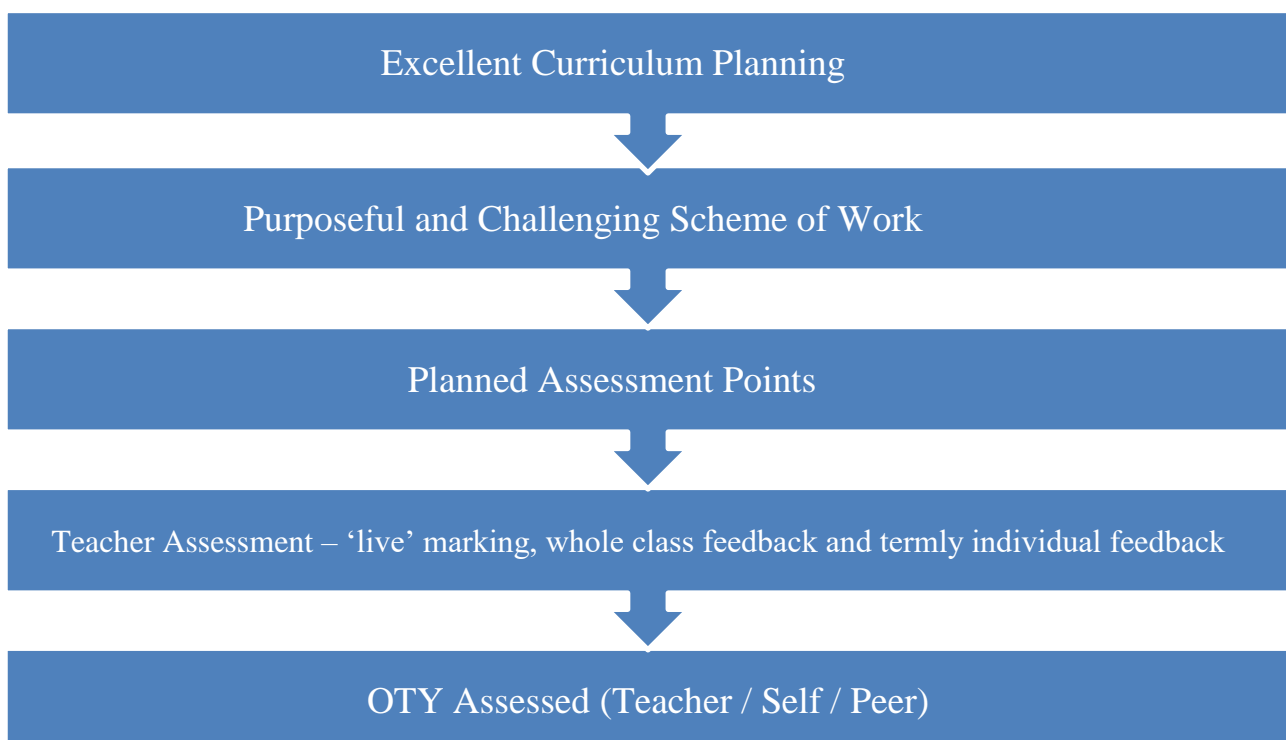 Excellent Curriculum Planning
Purposeful and Challenging Scheme of Work
Planned Assessment Points
Teacher Assessment – ‘live’ marking, whole class feedback and termly individual feedback
OTY Assessed (Teacher / Self / Peer)